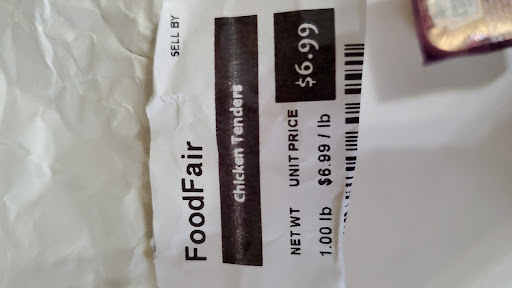 SELL BY
FoodFair
Chicken Tenders
NET WT UNIT PRICE
1.00 lb $6.99 / lb
$6.99